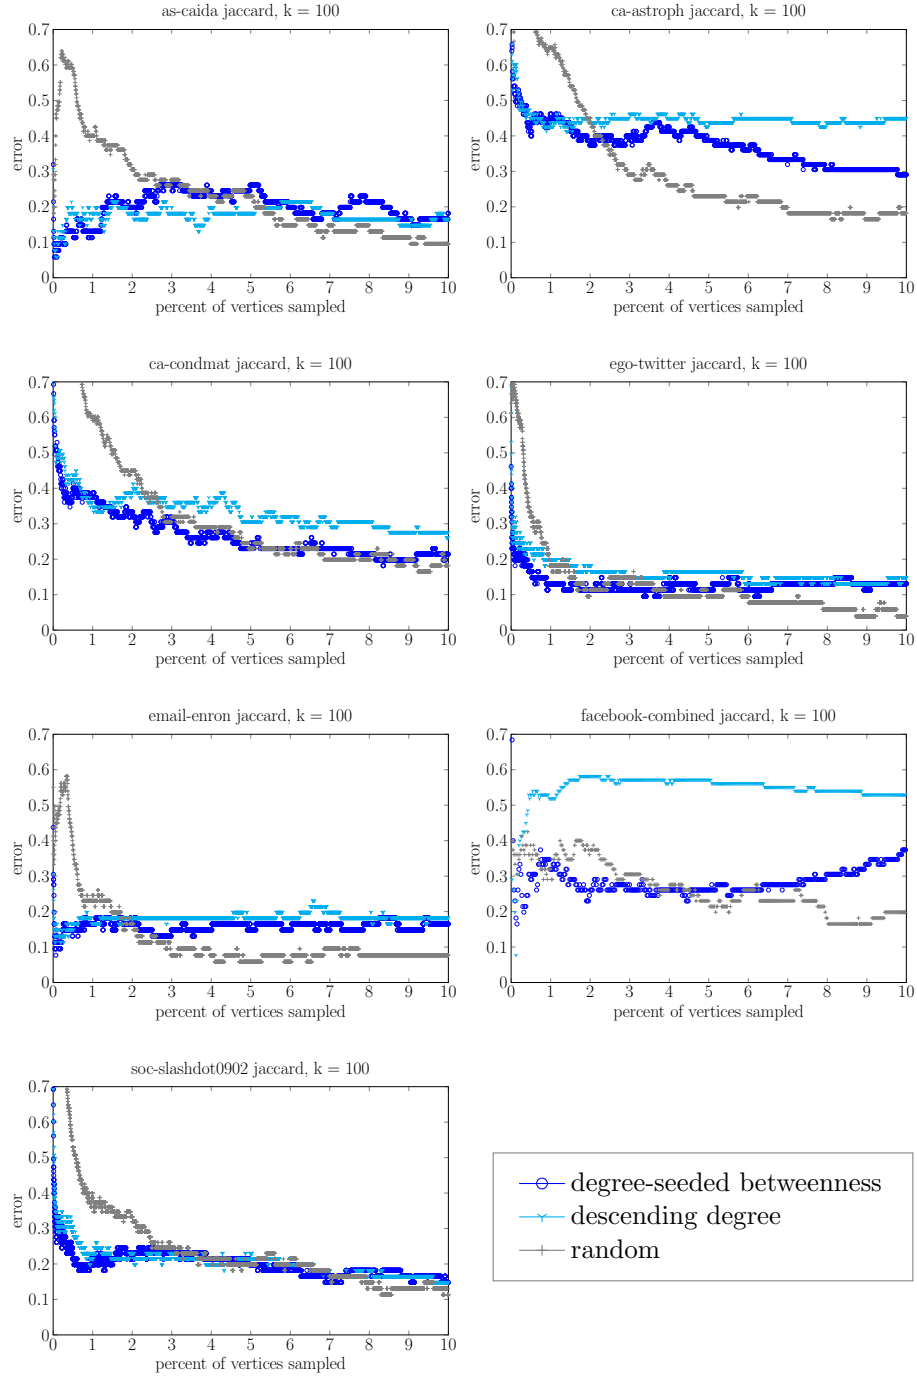 as-caida jaccard, k = 100
0.7
0.6
0.5
0.4
0.3
0.2
0.1
0
error
0 1 2 3 4 5 6 7 8 9 10
percent of vertices sampled
ca-astroph jaccard, k = 100
0.7
0.6
0.5
0.4
0.3
0.2
0.1
0
error
0 1 2 3 4 5 6 7 8 9 10
percent of vertices sampled
ca-condmat jaccard, k = 100
0.7
0.6
0.5
0.4
0.3
0.2
0.1
0
error
0 1 2 3 4 5 6 7 8 9 10
percent of vertices sampled
ego-twitter jaccard, k = 100
0.7
0.6
0.5
0.4
0.3
0.2
0.1
0
error
0 1 2 3 4 5 6 7 8 9 10
percent of vertices sampled
email-enron jaccard, k = 100
0.7
0.6
0.5
0.4
0.3
0.2
0.1
0
error
0 1 2 3 4 5 6 7 8 9 10
percent of vertices sampled
facebook-combined jaccard, k = 100
0.7
0.6
0.5
0.4
0.3
0.2
0.1
0
error
0 1 2 3 4 5 6 7 8 9 10
percent of vertices sampled
soc-slashdot0902 jaccard, k = 100
0.7
0.6
0.5
0.4
0.3
0.2
0.1
0
error
0 1 2 3 4 5 6 7 8 9 10
percent of vertices sampled
degree-seeded betweenness
descending degree
random